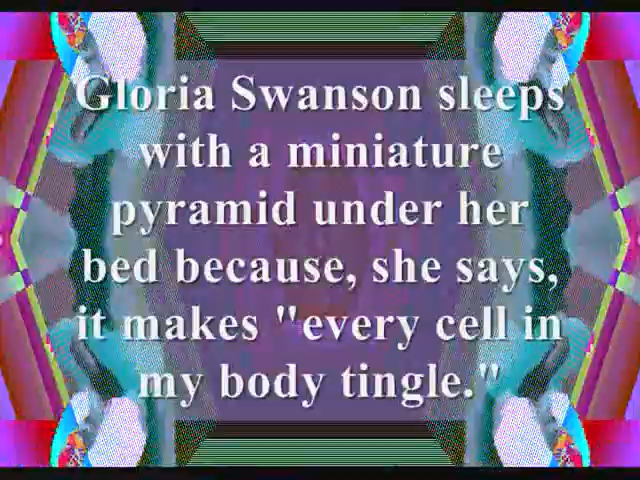 Gloria Swanson sleeps
with a miniature
pyramid under her
bed because, she says,
it makes "every cell in
my body tingle."